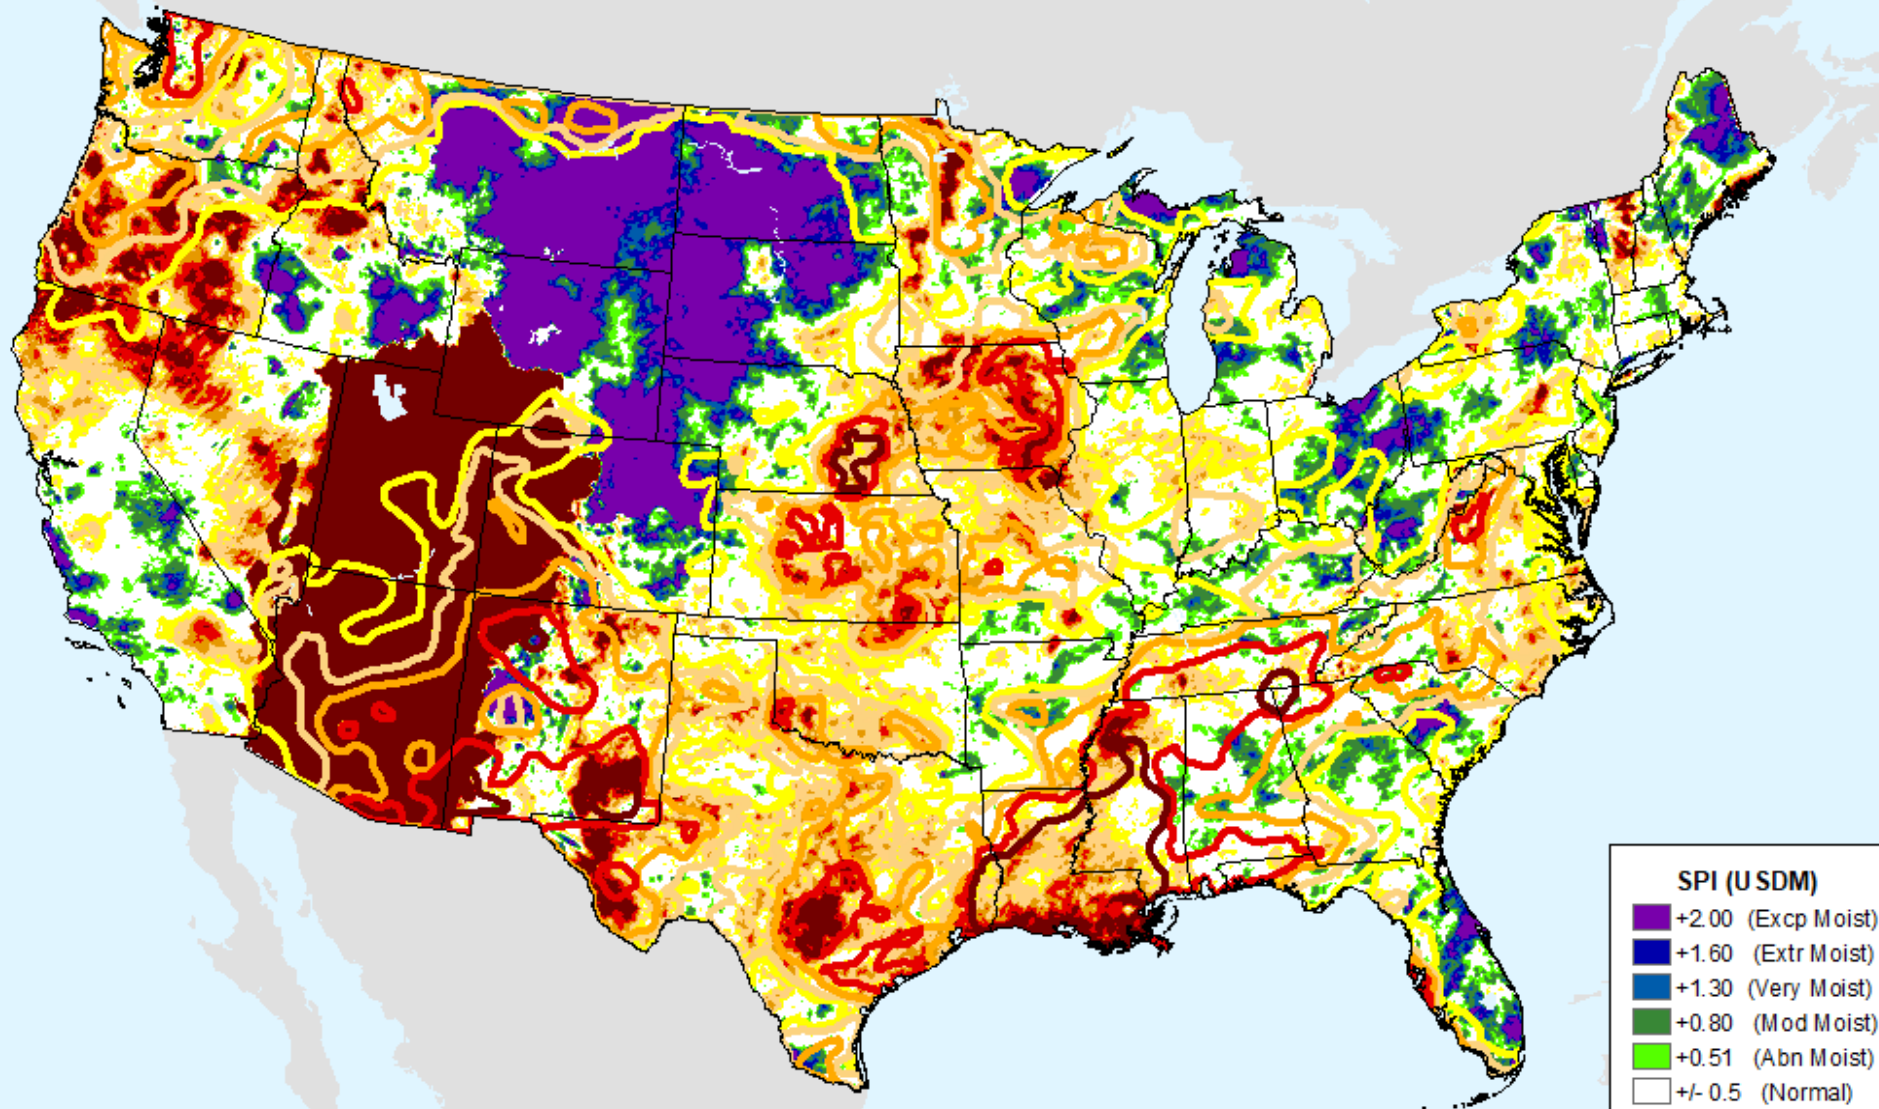 SPI (USDM)
+2.00 (Excp Moist)
+1.60 (Extr Moist)
+1.30 (Very Moist)
+0.80 (Mod Moist)
+0.51 (Abn Moist)
+/- 0.5 (Normal)